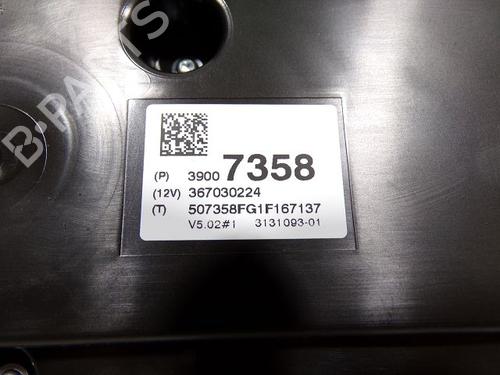 B-PARTS
(P) 3900 7358
(12V) 367030224
(T) 507358FG1F167137
V5.02#1 3131093-01